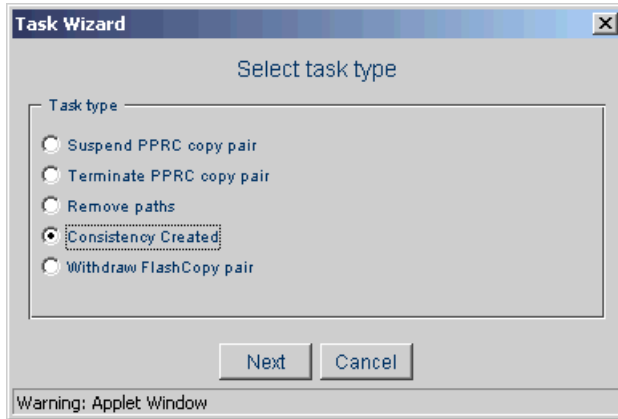 Task Wizard
Select task type
Task type
Suspend PPRC copy pair
Terminate PPRC copy pair
Remove paths
Consistency Created
Withdraw FlashCopy pair
Next Cancel
Warning: Applet Window